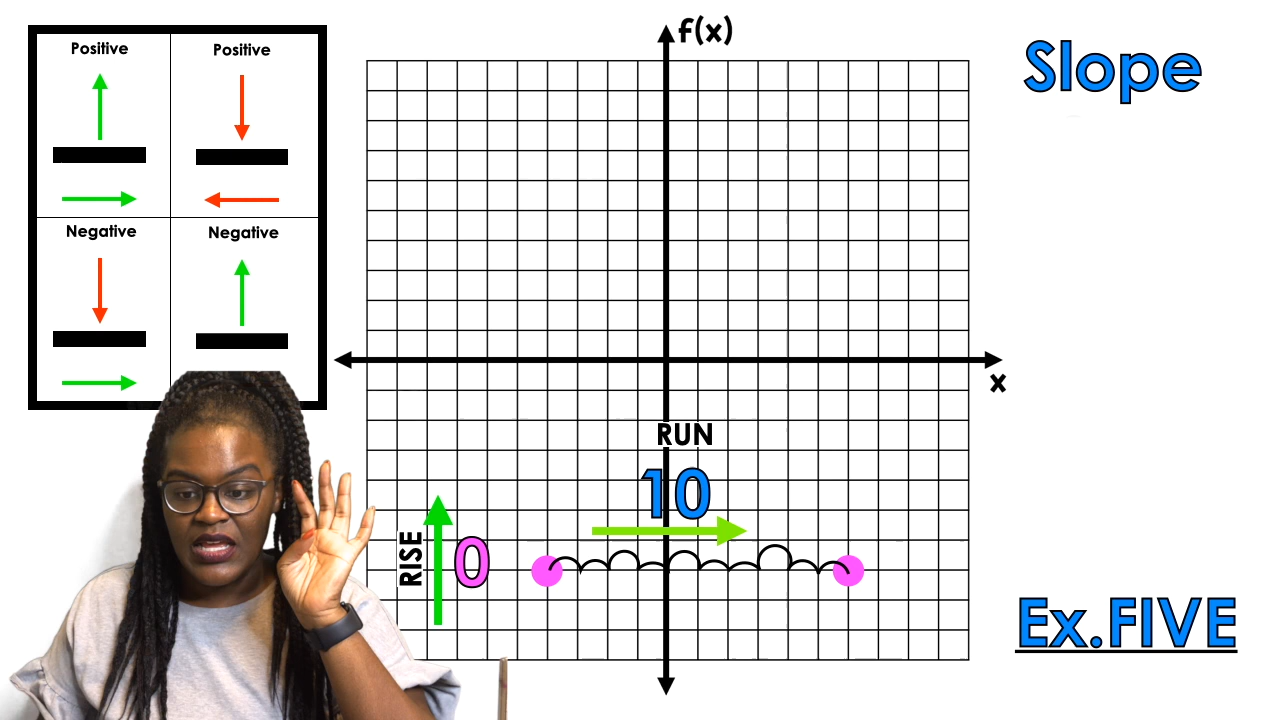 Positive
Positive
Negative
Negative
f(x)
x
Slope
RUN
10
RISE
0
Ex.FIVE